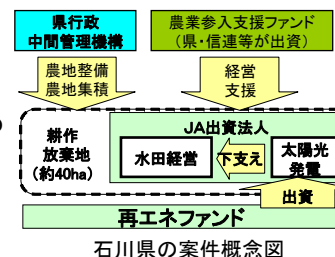 県行政
中間管理機構
農業参入支援ファンド
(県・信連等が出資)
農地整備
農地集積
経営
支援
耕作
放棄地
(約40ha)
JA出資法人
水田経営
下支え
太陽光
発電
出資
再エネファンド
石川県の案件概念図